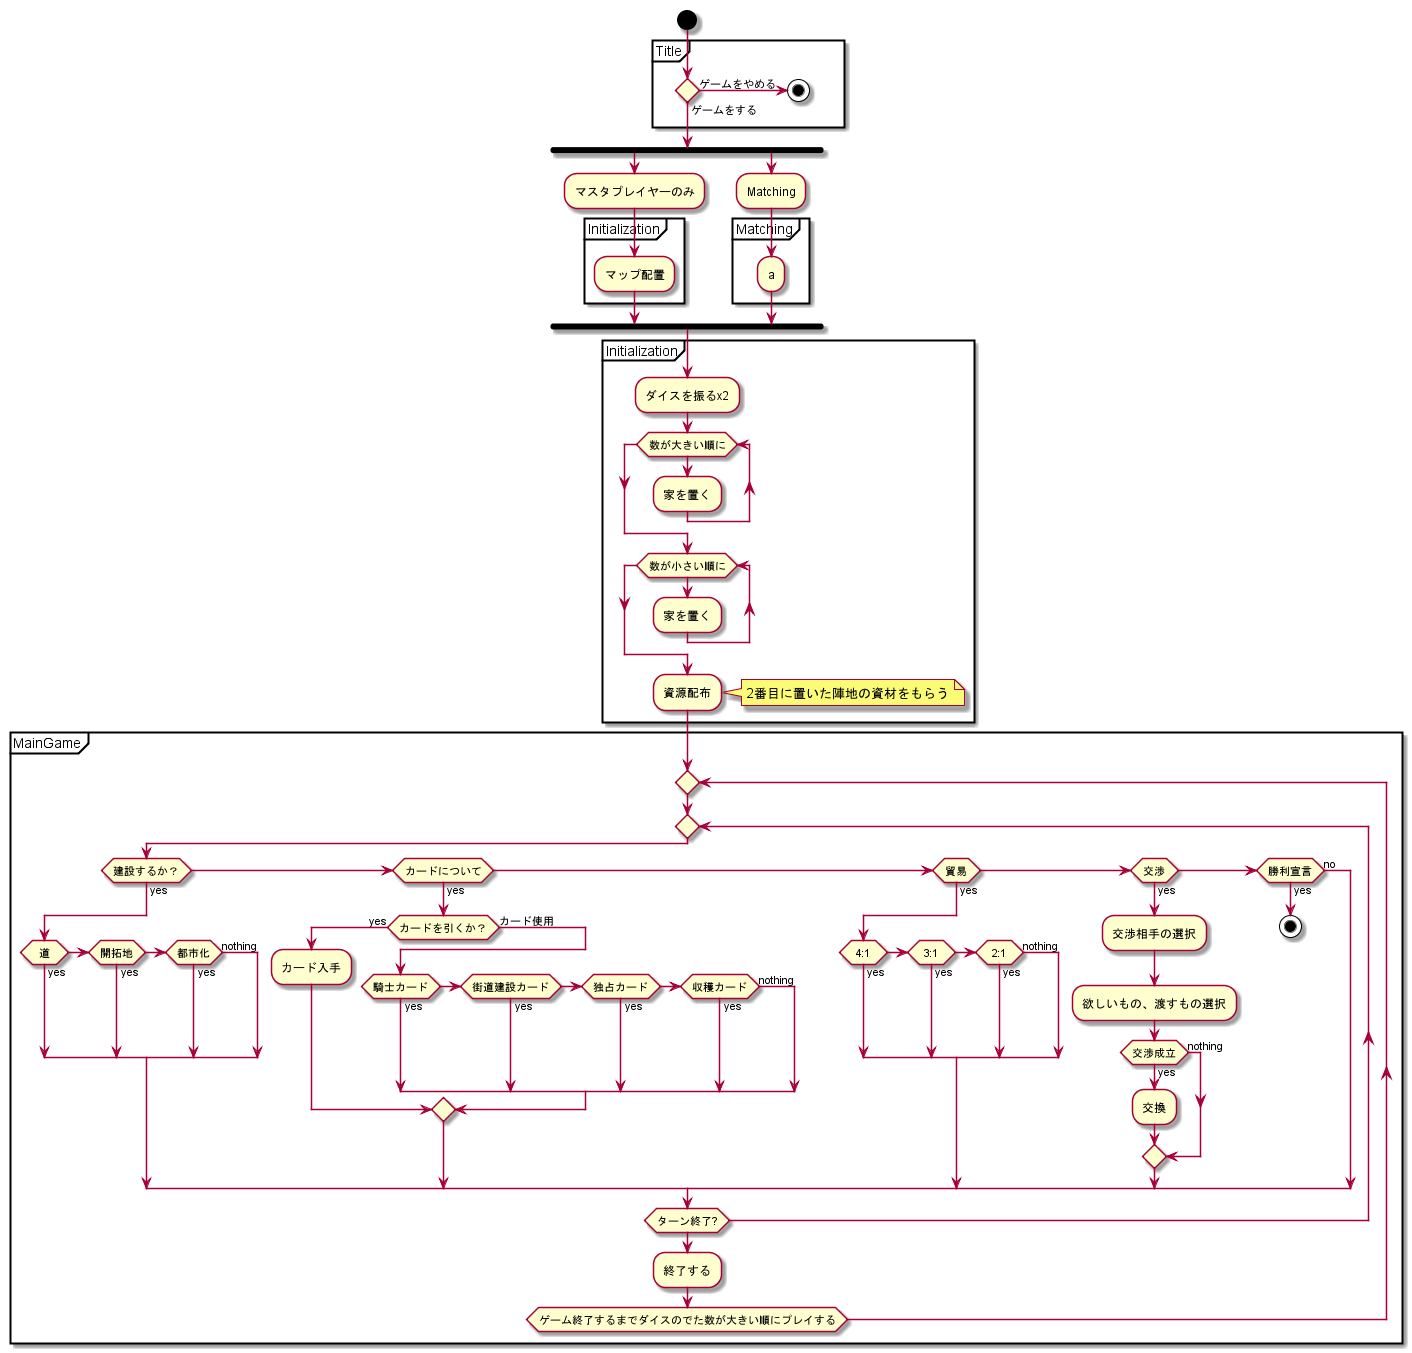 Title
ゲームをやめる
ゲームをする
マスタプレイヤーのみ
Matching
Initialization
Matching
マップ配置
a
Initialization
ダイスを振るx2
数が大きい順に
家を置く
数が小さい順に
家を置く
資源配布
2番目に置いた陣地の資材をもらう
MainGame
建設するか？
yes
カードについて
yes
貿易
yes
交渉
yes
勝利宣言
no
yes
道
yes
開拓地
yes
都市化
nothing
yes
yes
カードを引くか？
カード使用
カード入手
騎士カード
yes
街道建設カード
yes
独占カード
yes
収穫カード
nothing
yes
4:1
yes
3:1
yes
2:1
nothing
yes
交渉相手の選択
欲しいもの、渡すもの選択
交渉成立
nothing
yes
交換
ターン終了?
終了する
ゲーム終了するまでダイスのでた数が大きい順にプレイする